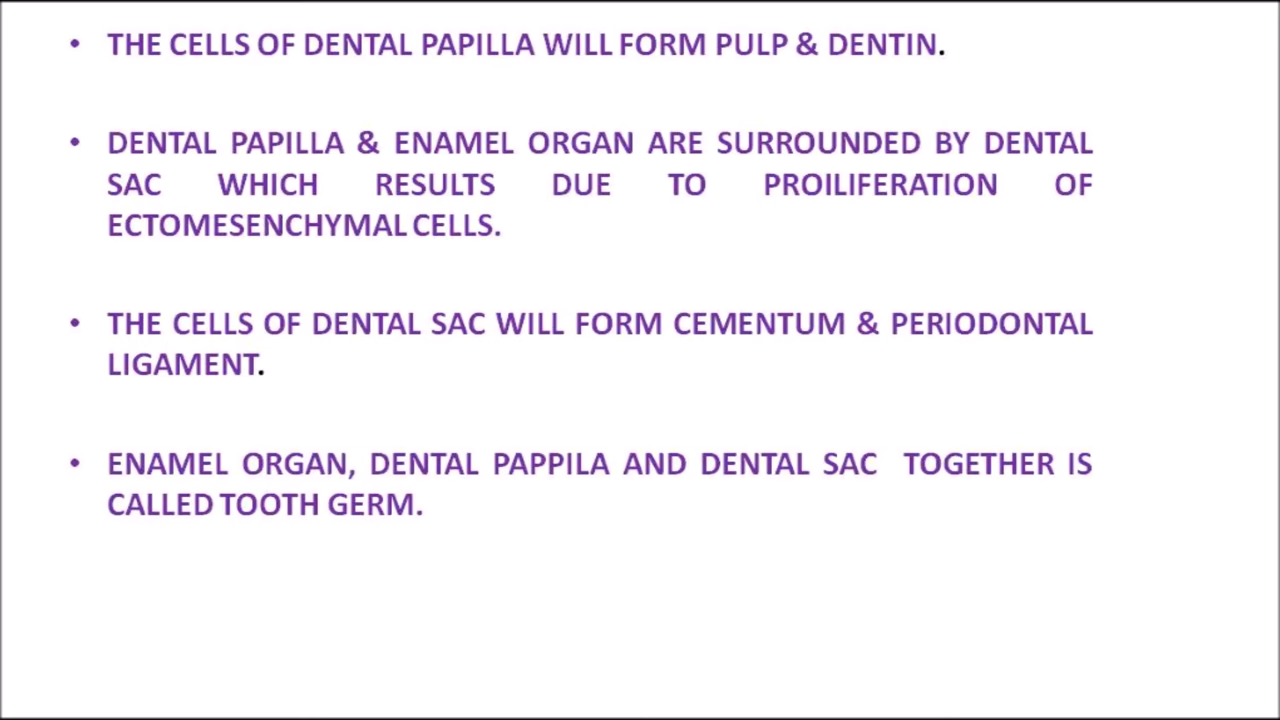 • THE CELLS OF DENTAL PAPILLA WILL FORM PULP & DENTIN.
• DENTAL PAPILLA & ENAMEL ORGAN ARE SURROUNDED BY DENTAL
SAC WHICH RESULTS DUE TO PROILIFERATION OF
ECTOMESENCHYMAL CELLS.
• THE CELLS OF DENTAL SAC WILL FORM CEMENTUM & PERIODONTAL
LIGAMENT.
• ENAMEL ORGAN, DENTAL PAPPILA AND DENTAL SAC TOGETHER IS
CALLED TOOTH GERM.